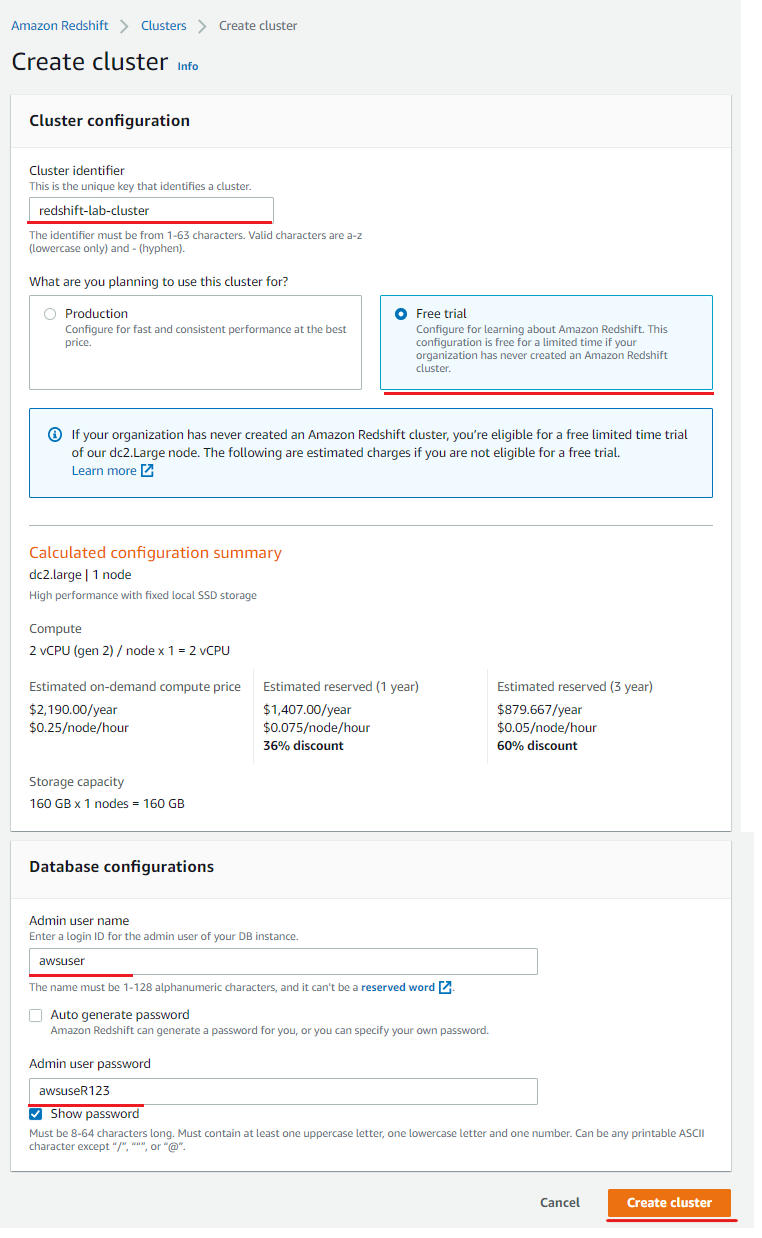 Amazon Redshift > Clusters > Create cluster
Create cluster Info
Cluster configuration
Cluster identifier
This is the unique key that identifies a cluster.
redshift-lab-cluster
The identifier must be from 1-63 characters. Valid characters are a-z
(lowercase only) and - (hyphen).
What are you planning to use this cluster for?
Production
Configure for fast and consistent performance at the best
price.
Free trial
Configure for learning about Amazon Redshift. This
configuration is free for a limited time if your
organization has never created an Amazon Redshift
cluster.
If your organization has never created an Amazon Redshift cluster, you're eligible for a free limited time trial
of our dc2.Large node. The following are estimated charges if you are not eligible for a free trial.
Learn more
Calculated configuration summary
dc2.large | 1 node
High performance with fixed local SSD storage
Compute
2 vCPU (gen 2) / node x 1 = 2 vCPU
Estimated on-demand compute price
$2,190.00/year
$0.25/node/hour
Estimated reserved (1 year)
$1,407.00/year
$0.075/node/hour
36% discount
Estimated reserved (3 year)
$879.667/year
$0.05/node/hour
60% discount
Storage capacity
160 GB x 1 nodes = 160 GB
Database configurations
Admin user name
Enter a login ID for the admin user of your DB instance.
awsuser
The name must be 1-128 alphanumeric characters, and it can't be a reserved word.
Auto generate password
Amazon Redshift can generate a password for you, or you can specify your own password.
Admin user password
awsuseR123
Show password
Must be 8-64 characters long. Must contain at least one uppercase letter, one lowercase letter and one number. Can be any printable ASCII
character except "/", """, or "@".
Cancel
Create cluster